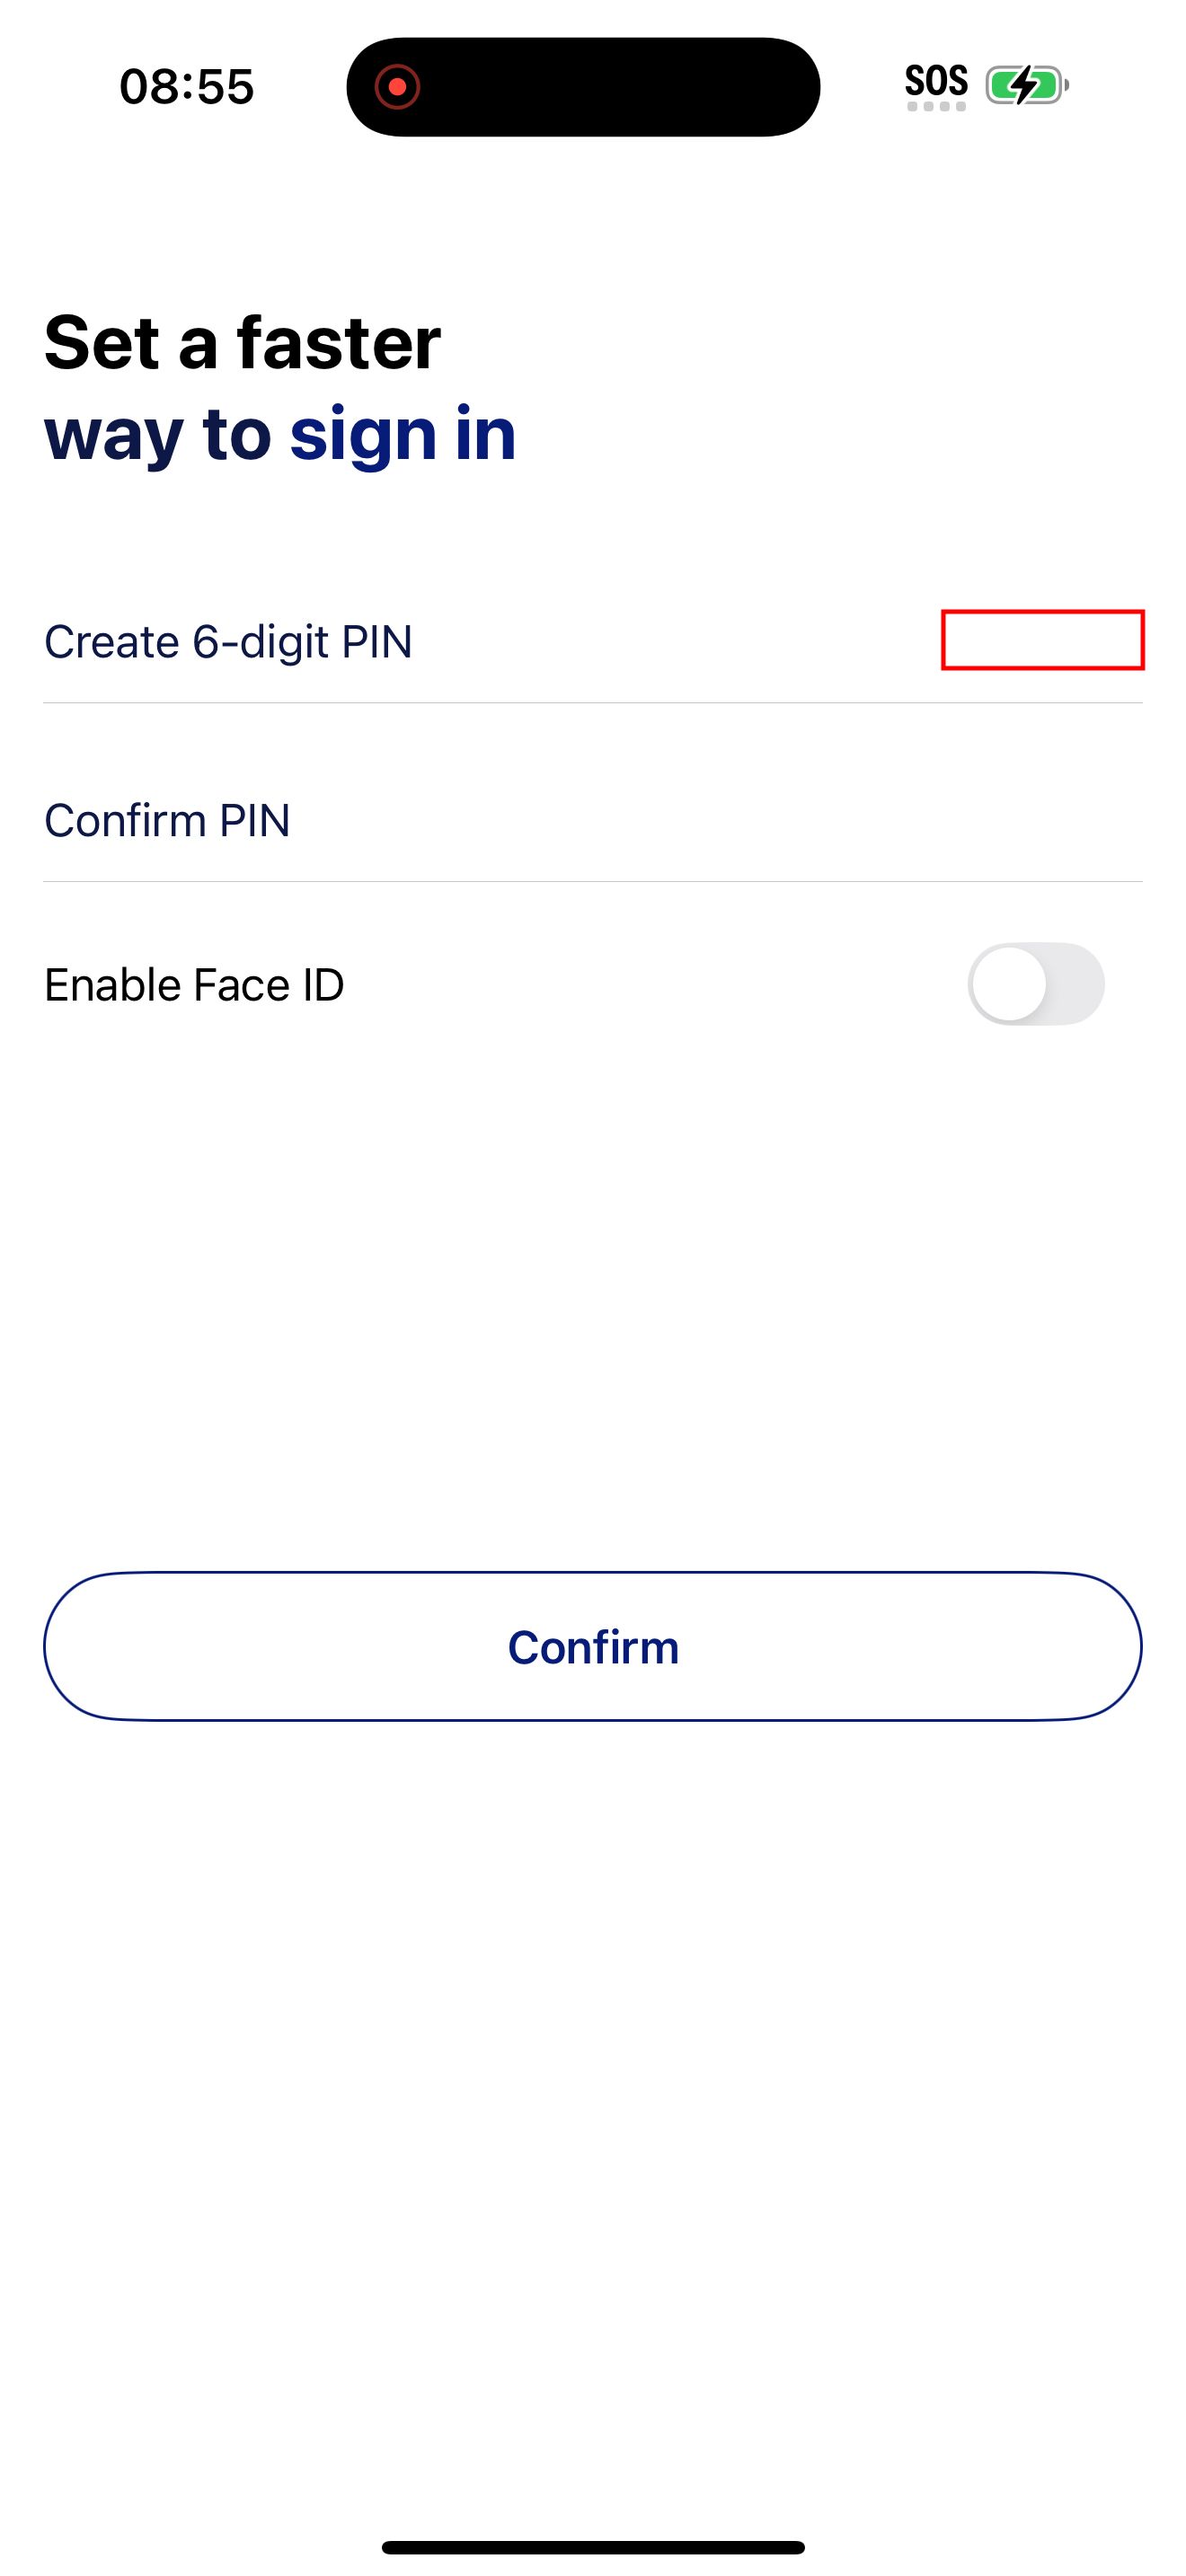 08:55
SOS
Set a faster
way to sign in
Create 6-digit PIN
Confirm PIN
Enable Face ID
Confirm